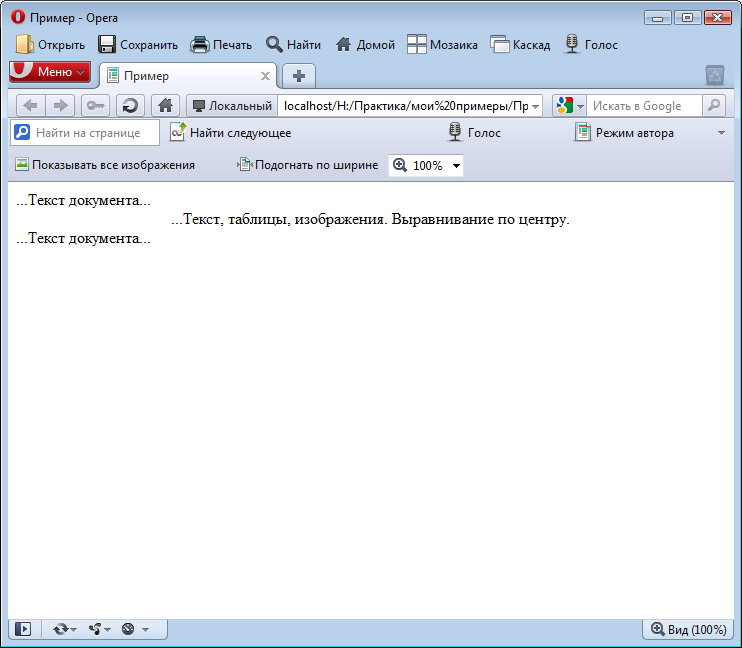 Пример - Opera
Открыть Сохранить Печать Найти Домой Мозаика Каскад Голос
Меню Пример
Локальный localhost/H:/Практика/мои%20примеры/Пр Искать в Google
Найти на странице Найти следующее Голос Режим автора
Показывать все изображения Подогнать по ширине 100%
...Текст документа...
...Текст, таблицы, изображения. Выравнивание по центру.
...Текст документа...
Вид (100%)